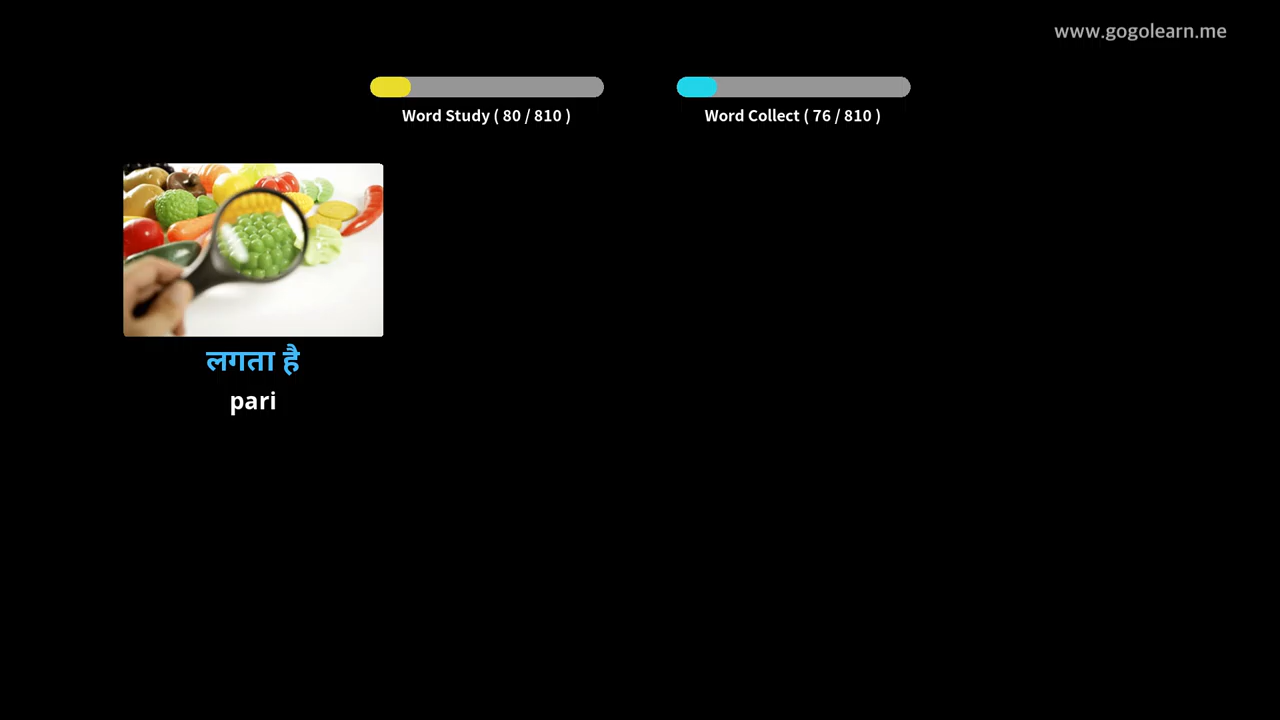 www.gogolearn.me
Word Study ( 80 / 810 )
Word Collect ( 76 / 810 )
लगता है
pari